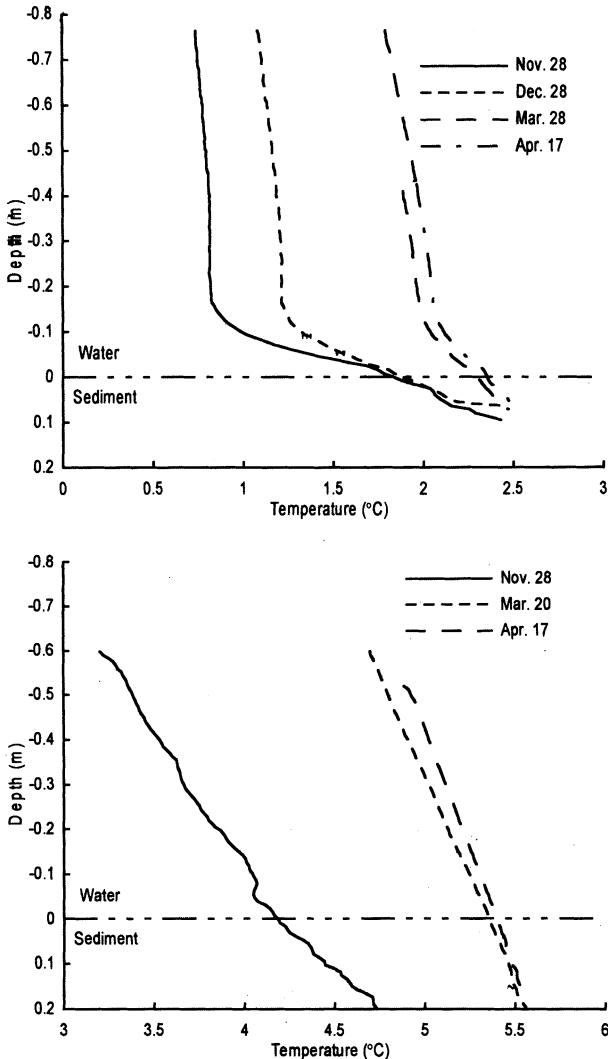 -0.8
-0.7
-0.6
-0.5
-0.4
-0.3
-0.2
-0.1
0
0.1
0.2
Depth (m)
Nov. 28
Dec. 28
Mar. 28
Apr. 17
Water
Sediment
0 0.5 1 1.5 2 2.5 3
Temperature (°C)
-0.8
-0.7
-0.6
-0.5
-0.4
-0.3
-0.2
-0.1
0
0.1
0.2
Depth (m)
Nov. 28
Mar. 20
Apr. 17
Water
Sediment
3 3.5 4 4.5 5 5.5 6
Temperature (°C)